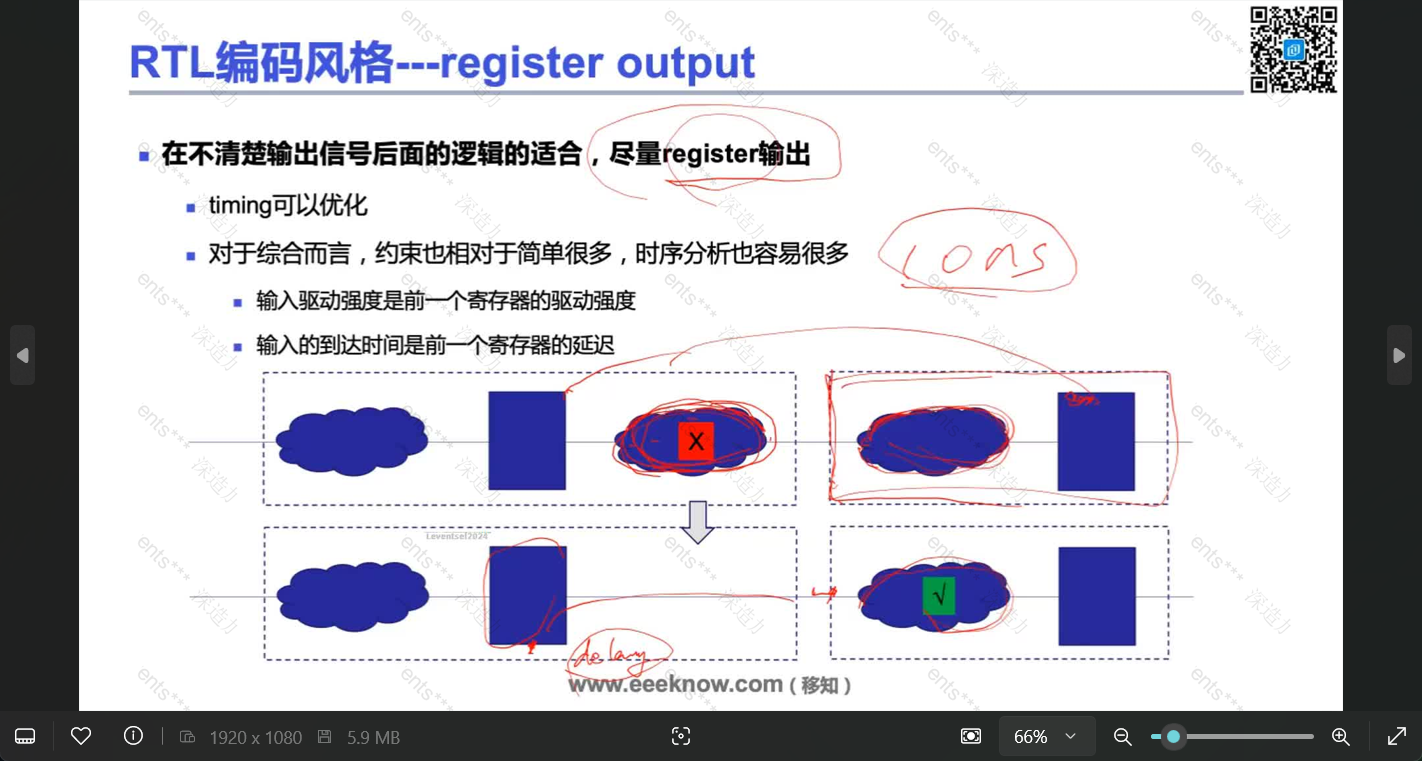 RTL编码风格---register output
在不清楚输出信号后面的逻辑的适合，尽量register输出
timing可以优化
对于综合而言，约束也相对于简单很多，时序分析也容易很多
10ns
输入驱动强度是前一个寄存器的驱动强度
输入的到达时间是前一个寄存器的延迟
X
Leventsel2024
√
delay
www.eeeknow.com（移知）
ents***
深造力
1920 x 1080
5.9 MB
66%